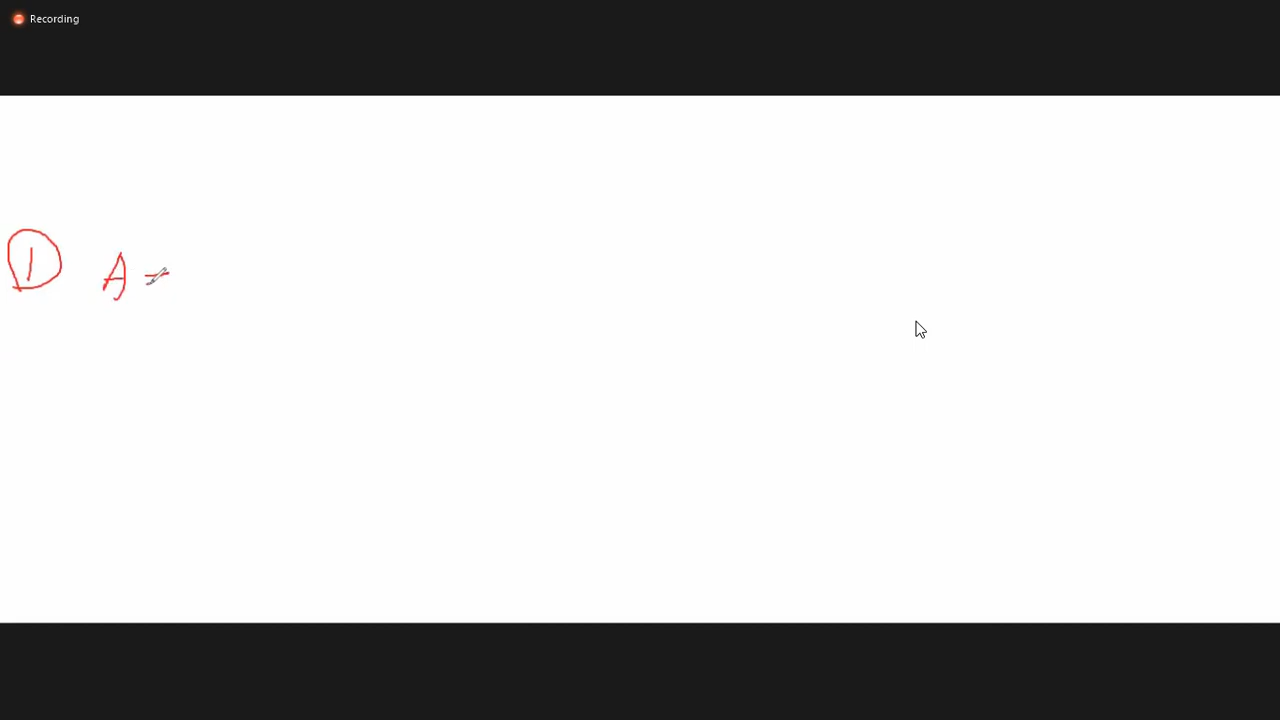 Recording
① A =